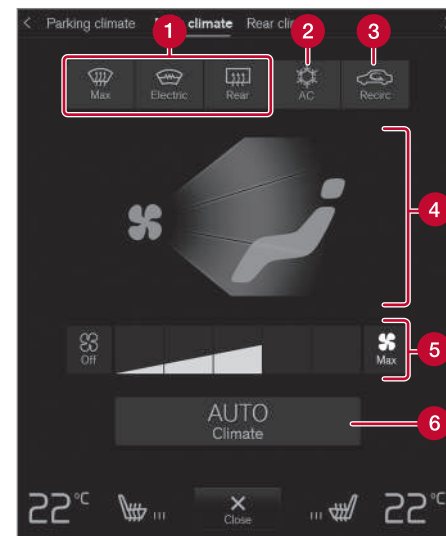 < Parking climate climate Rear
1 2 3
Max Electric Rear AC Recirc
4
Off Max
5
AUTO
Climate
6
22°C 22°C
Close